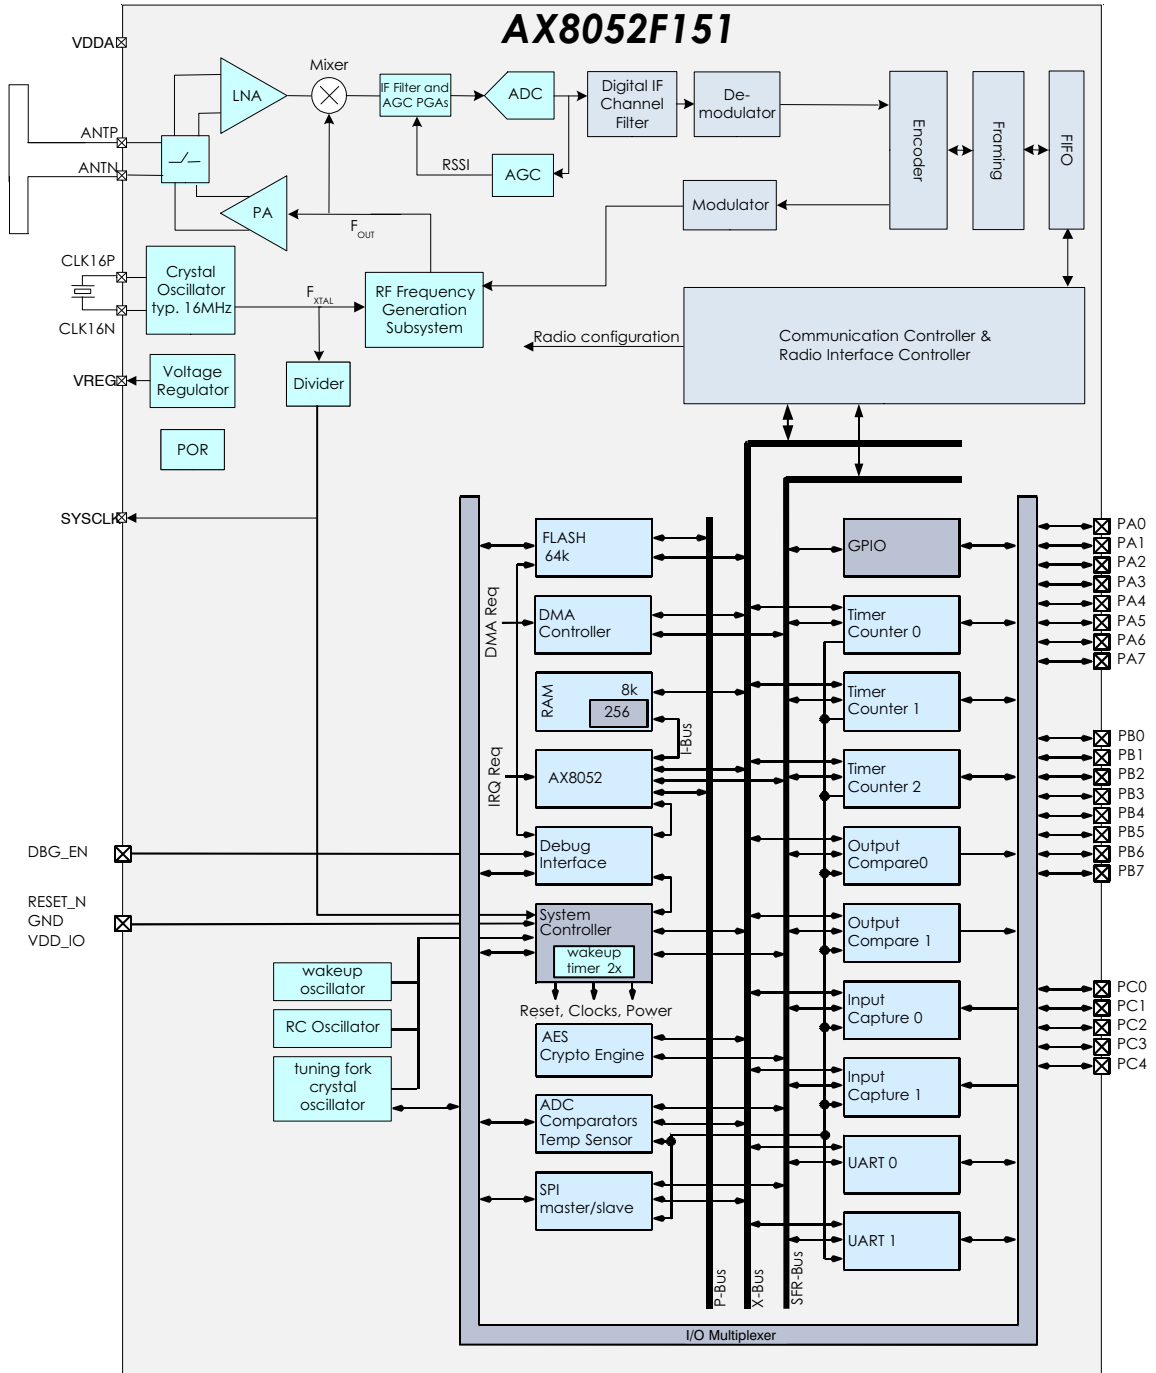 AX8052F151
VDDA
ANTP
ANTN
LNA
Mixer
IF Filter and
AGC PGAs
ADC
Digital IF
Channel
Filter
De-
modulator
Encoder
Framing
FIFO
RSSI
AGC
PA
F_OUT
Modulator
CLK16P
CLK16N
Crystal
Oscillator
typ. 16MHz
F_XTAL
RF Frequency
Generation
Subsystem
Radio configuration
Communication Controller &
Radio Interface Controller
VREG
Voltage
Regulator
Divider
POR
SYSCLK
FLASH
64k
DMA Req
DMA
Controller
RAM
8k
256
I-Bus
IRQ Req
AX8052
DBG_EN
Debug
Interface
RESET_N
GND
VDD_IO
System
Controller
wakeup
timer 2x
Reset, Clocks, Power
wakeup
oscillator
RC Oscillator
tuning fork
crystal
oscillator
AES
Crypto Engine
ADC
Comparators
Temp Sensor
SPI
master/slave
P-Bus
X-Bus
SFR-Bus
GPIO
Timer
Counter 0
Timer
Counter 1
Timer
Counter 2
Output
Compare0
Output
Compare 1
Input
Capture 0
Input
Capture 1
UART 0
UART 1
I/O Multiplexer
PA0
PA1
PA2
PA3
PA4
PA5
PA6
PA7
PB0
PB1
PB2
PB3
PB4
PB5
PB6
PB7
PC0
PC1
PC2
PC3
PC4